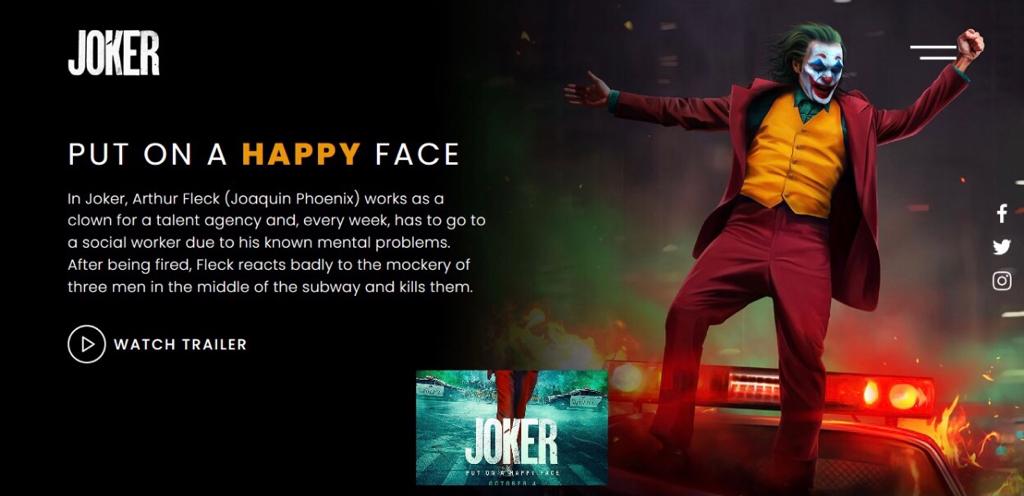 JOKER
PUT ON A HAPPY FACE
In Joker, Arthur Fleck (Joaquin Phoenix) works as a
clown for a talent agency and, every week, has to go to
a social worker due to his known mental problems.
After being fired, Fleck reacts badly to the mockery of
three men in the middle of the subway and kills them.
WATCH TRAILER
JOKER
PUT ON A HAPPY FACE
OCTOBER 4